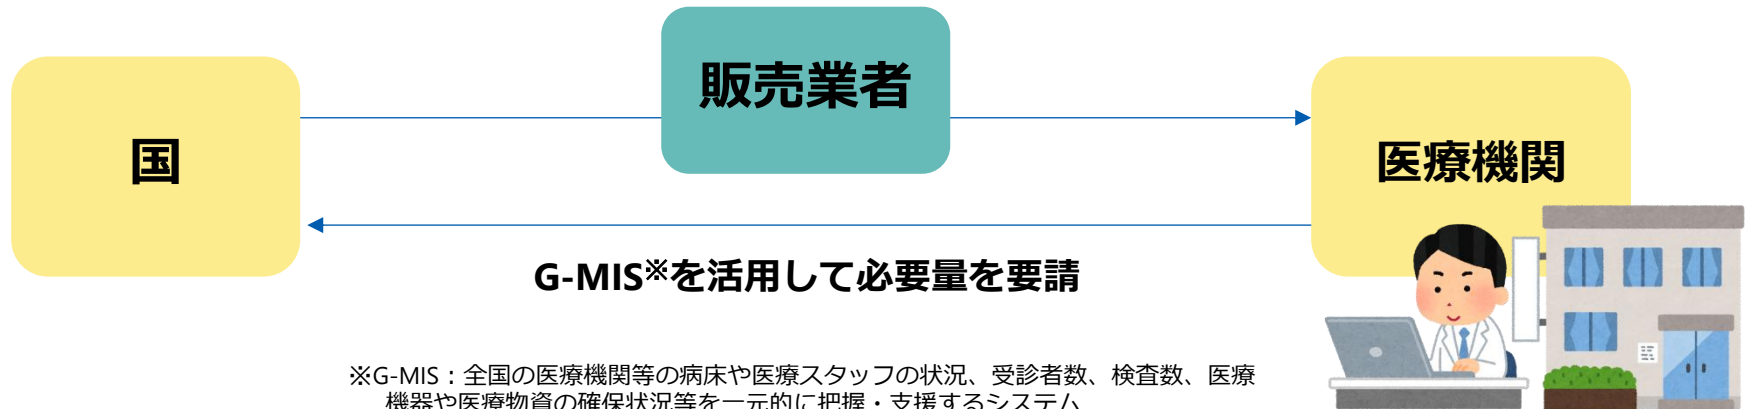 販売業者
国
医療機関
G-MIS※を活用して必要量を要請
※G-MIS：全国の医療機関等の病床や医療スタッフの状況、受診者数、検査数、医療
機器や医療物資の確保状況等を一元的に把握・支援するシステム